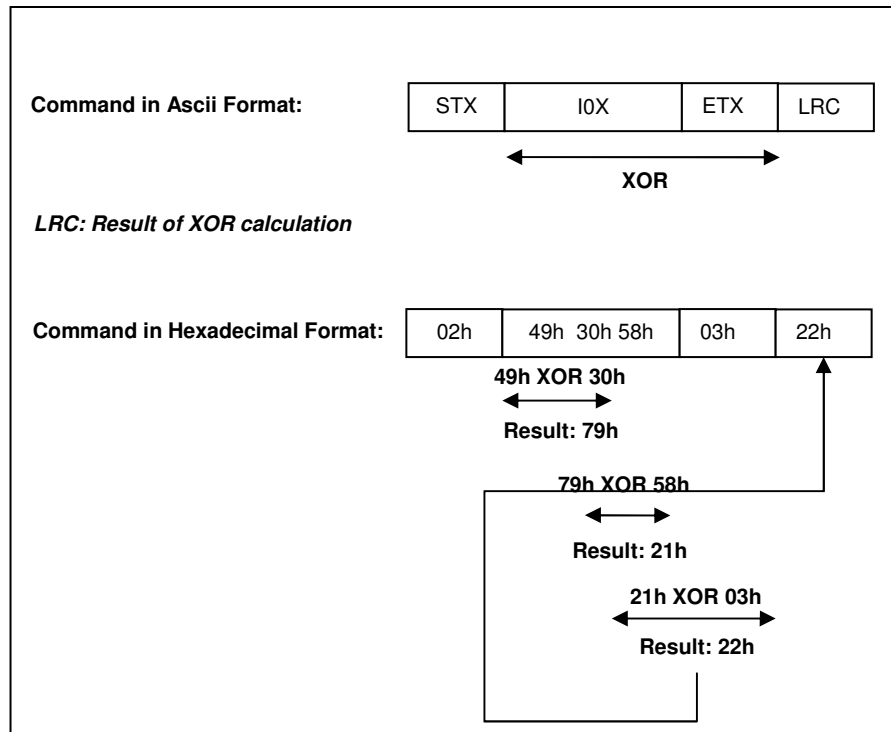 Command in Ascii Format: STX I0X ETX LRC
XOR
LRC: Result of XOR calculation
Command in Hexadecimal Format: 02h 49h 30h 58h 03h 22h
49h XOR 30h
Result: 79h
79h XOR 58h
Result: 21h
21h XOR 03h
Result: 22h